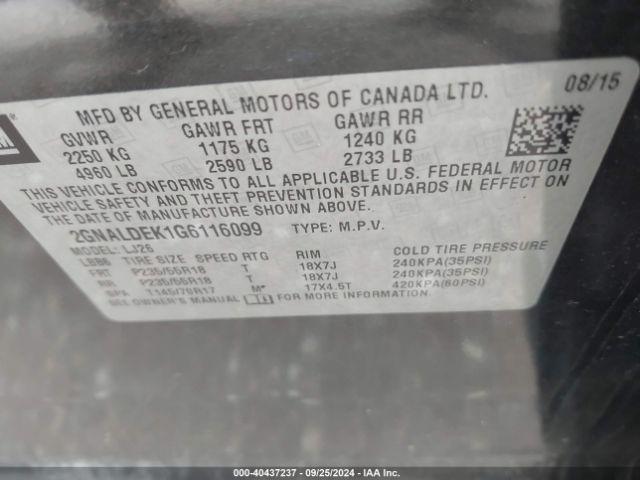 GM
08/15
MFD BY GENERAL MOTORS OF CANADA LTD.
GVWR GAWR FRT GAWR RR
2250 KG 1175 KG 1240 KG
4960 LB 2590 LB 2733 LB
THIS VEHICLE CONFORMS TO ALL APPLICABLE U.S. FEDERAL MOTOR
VEHICLE SAFETY AND THEFT PREVENTION STANDARDS IN EFFECT ON
THE DATE OF MANUFACTURE SHOWN ABOVE.
2GNALDEK1G6116099 TYPE: M.P.V.
MODEL: LJ26
TIRE SIZE SPEED RTG RIM COLD TIRE PRESSURE
FRT P235/55R18 T 18X7J 240KPA(35PSI)
RR P235/55R18 T 18X7J 240KPA(35PSI)
SPA T145/70R17 M* 17X4.5T 420KPA(60PSI)
SEE OWNER'S MANUAL FOR MORE INFORMATION.
000-40437237 - 09/25/2024 - IAA Inc.